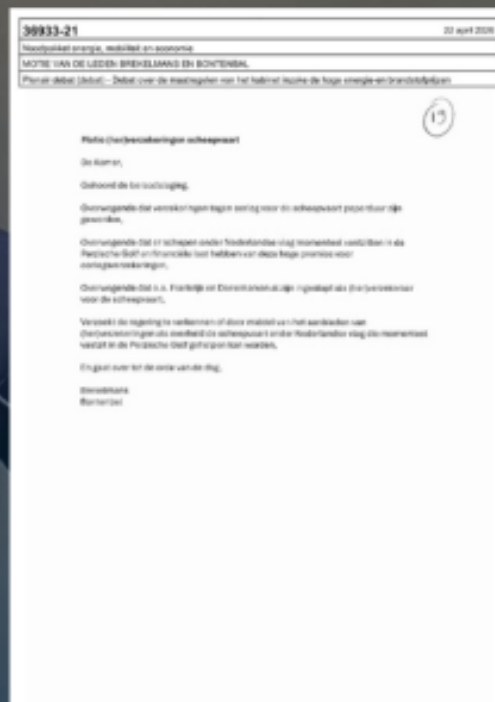 36933-21
22 april 2026
Noodpakket energie, mobiliteit en economie
MOTIE VAN DE LEDEN BREKELMANS EN BONTENBAL
Plenair debat (debat) – Debat over de maatregelen van het kabinet inzake de hoge energie-en brandstofprijzen
19
Motie (her)verzekeringen scheepvaart
De Kamer,
Gehoord de beraadslaging,
Overwegende dat verzekeringen tegen oorlog voor de scheepvaart peperduur zijn
geworden,
Overwegende dat er schepen onder Nederlandse vlag momenteel vastzitten in de
Perzische Golf en financiële last hebben van deze hoge premies voor
oorlogsverzekeringen,
Overwegende dat o.a. Frankrijk en Denemarken al zijn ingestapt als (her)verzekeraar
voor de scheepvaart,
Verzoekt de regering te verkennen of door middel van het aanbieden van
(her)verzekeringen als overheid de scheepvaart onder Nederlandse vlag die momenteel
vastzit in de Perzische Golf geholpen kan worden,
En gaat over tot de orde van de dag,
Brekelmans
Bontenbal